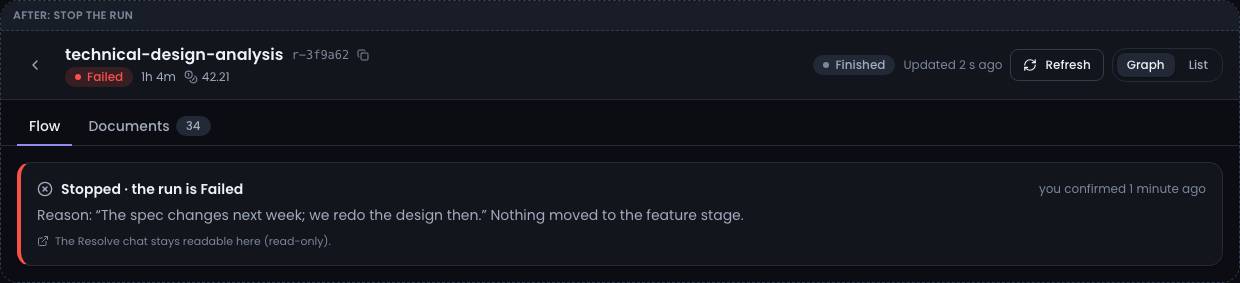 AFTER: STOP THE RUN
technical-design-analysis r-3f9a62
Failed 1h 4m 42.21
Finished Updated 2 s ago Refresh Graph List
Flow Documents 34
Stopped · the run is Failed you confirmed 1 minute ago
Reason: “The spec changes next week; we redo the design then.” Nothing moved to the feature stage.
The Resolve chat stays readable here (read-only).